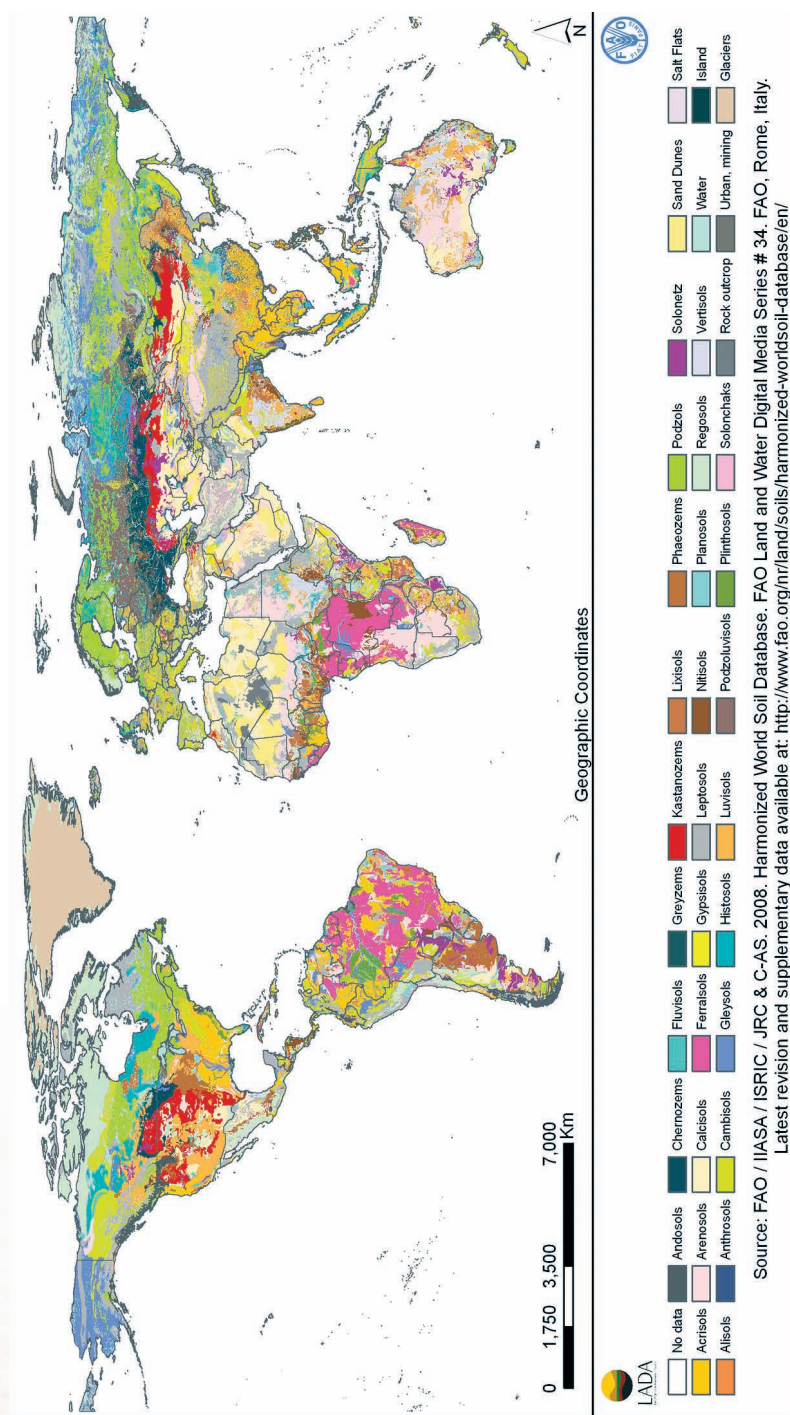 N
Geographic Coordinates
0 1,750 3,500 7,000
Km
LADA
FAO
FIAT PANIS
No data Andosols Chernozems Fluvisols Greyzems Kastanozems Lixisols Phaeozems Podzols Solonetz Sand Dunes Salt Flats
Acrisols Arenosols Calcisols Ferralsols Gypsisols Leptosols Nitisols Planosols Regosols Vertisols Water Island
Alisols Anthrosols Cambisols Gleysols Histosols Luvisols Podzoluvisols Plinthosols Solonchaks Rock outcrop Urban, mining Glaciers
Source: FAO / IIASA / ISRIC / JRC & C-AS. 2008. Harmonized World Soil Database. FAO Land and Water Digital Media Series # 34. FAO, Rome, Italy.
Latest revision and supplementary data available at: http://www.fao.org/nr/land/soils/harmonized-worldsoil-database/en/